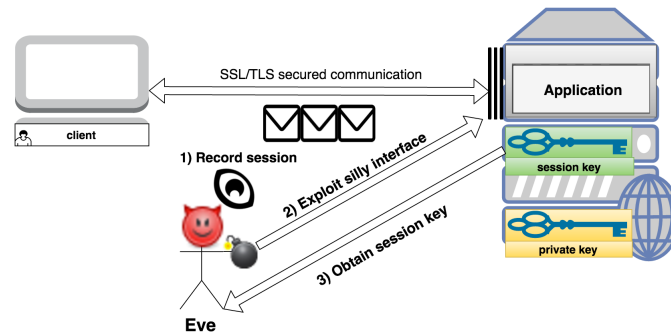 SSL/TLS secured communication
Application
client
1) Record session
2) Exploit silly interface
session key
3) Obtain session key
private key
Eve